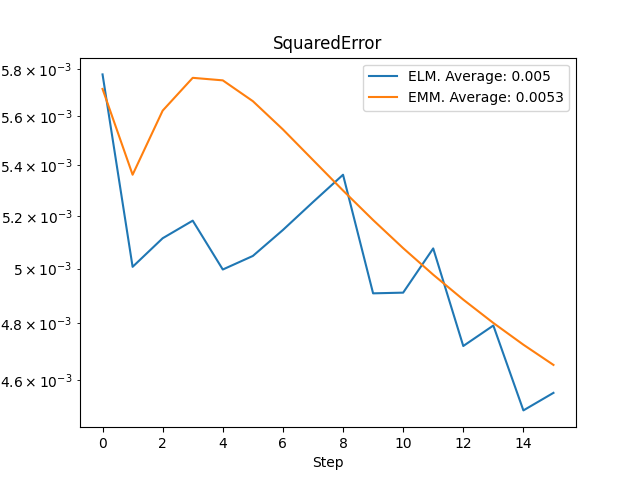 SquaredError
ELM. Average: 0.005
EMM. Average: 0.0053
5.8 × 10⁻³
5.6 × 10⁻³
5.4 × 10⁻³
5.2 × 10⁻³
5 × 10⁻³
4.8 × 10⁻³
4.6 × 10⁻³
0 2 4 6 8 10 12 14
Step